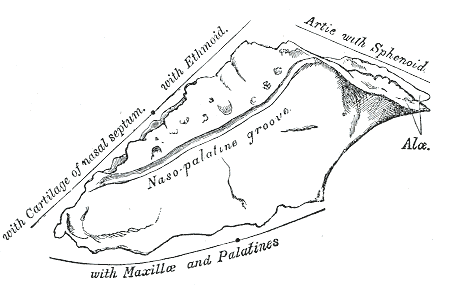 Artic with Sphenoid.
with Ethmoid.
with Cartilage of nasal septum.
Naso-palatine groove.
Alæ.
with Maxillæ and Palatines